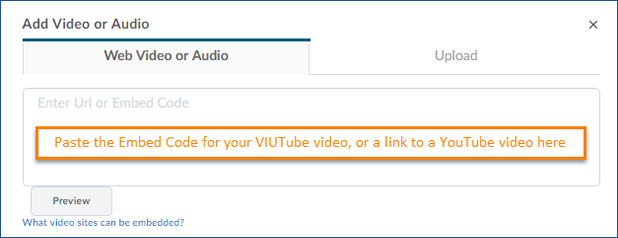 Add Video or Audio
×
Web Video or Audio
Upload
Enter Url or Embed Code
Paste the Embed Code for your VIUTube video, or a link to a YouTube video here
Preview
What video sites can be embedded?